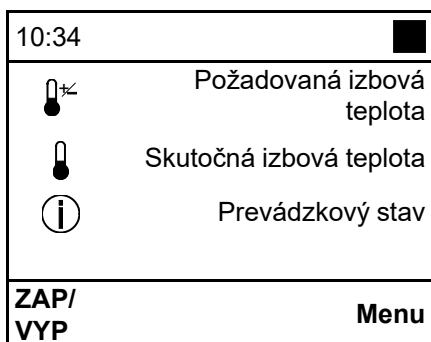 10:34
Požadovaná izbová
teplota
Skutočná izbová teplota
Prevádzkový stav
ZAP/
VYP
Menu